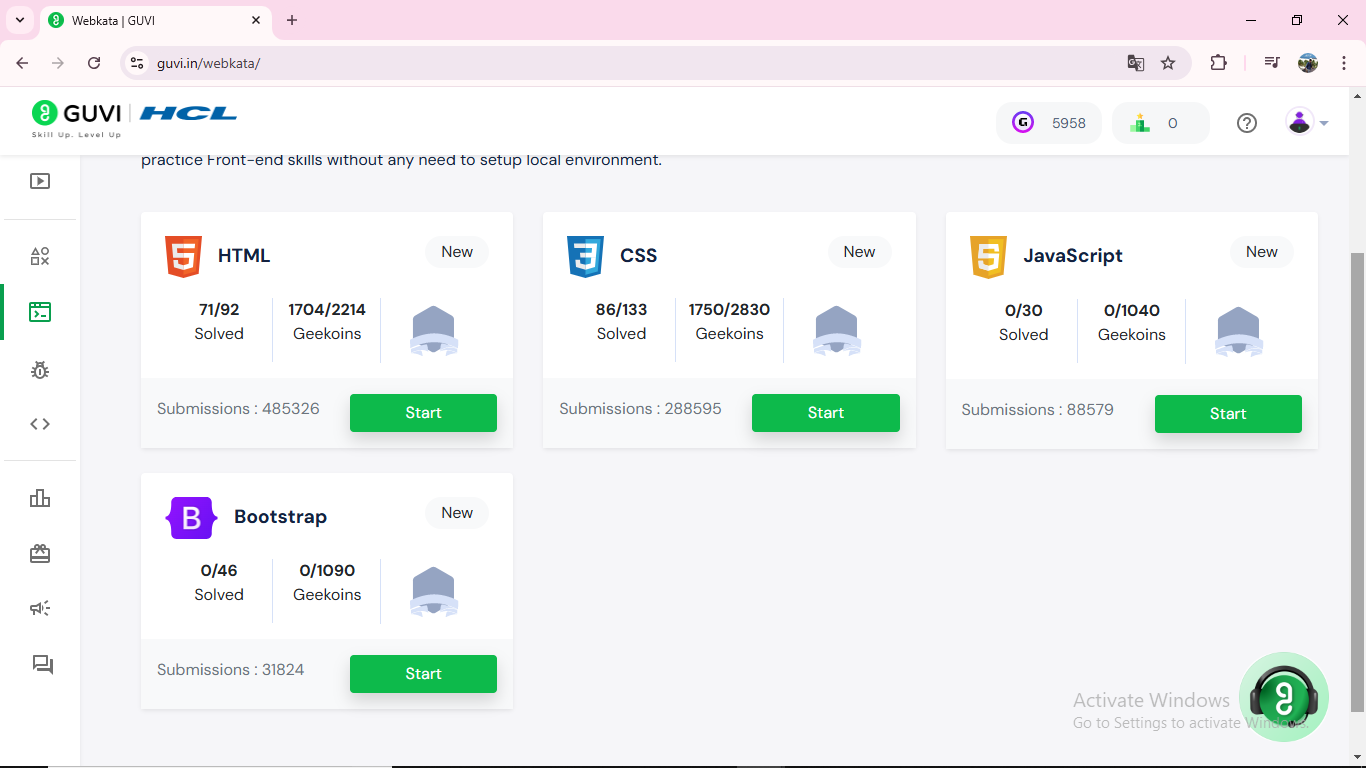 Webkata | GUVI
guvi.in/webkata/
GUVI HCL
Skill Up. Level Up
5958
0
practice Front-end skills without any need to setup local environment.
HTML
New
71/92
Solved
1704/2214
Geekoins
Submissions : 485326
Start
CSS
New
86/133
Solved
1750/2830
Geekoins
Submissions : 288595
Start
JavaScript
New
0/30
Solved
0/1040
Geekoins
Submissions : 88579
Start
B
Bootstrap
New
0/46
Solved
0/1090
Geekoins
Submissions : 31824
Start
Activate Windows
Go to Settings to activate Windows.